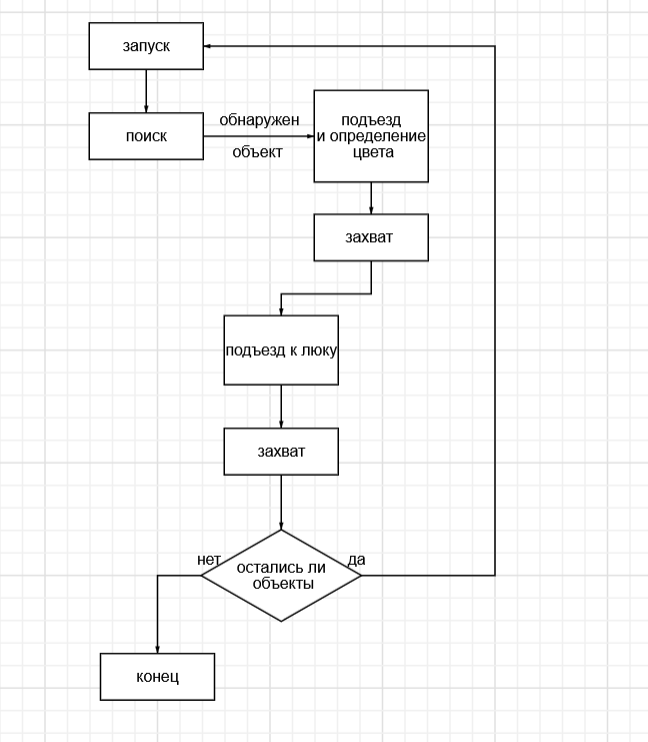 запуск
поиск
обнаружен
объект
подъезд
и определение
цвета
захват
подъезд к люку
захват
нет
остались ли
объекты
да
конец